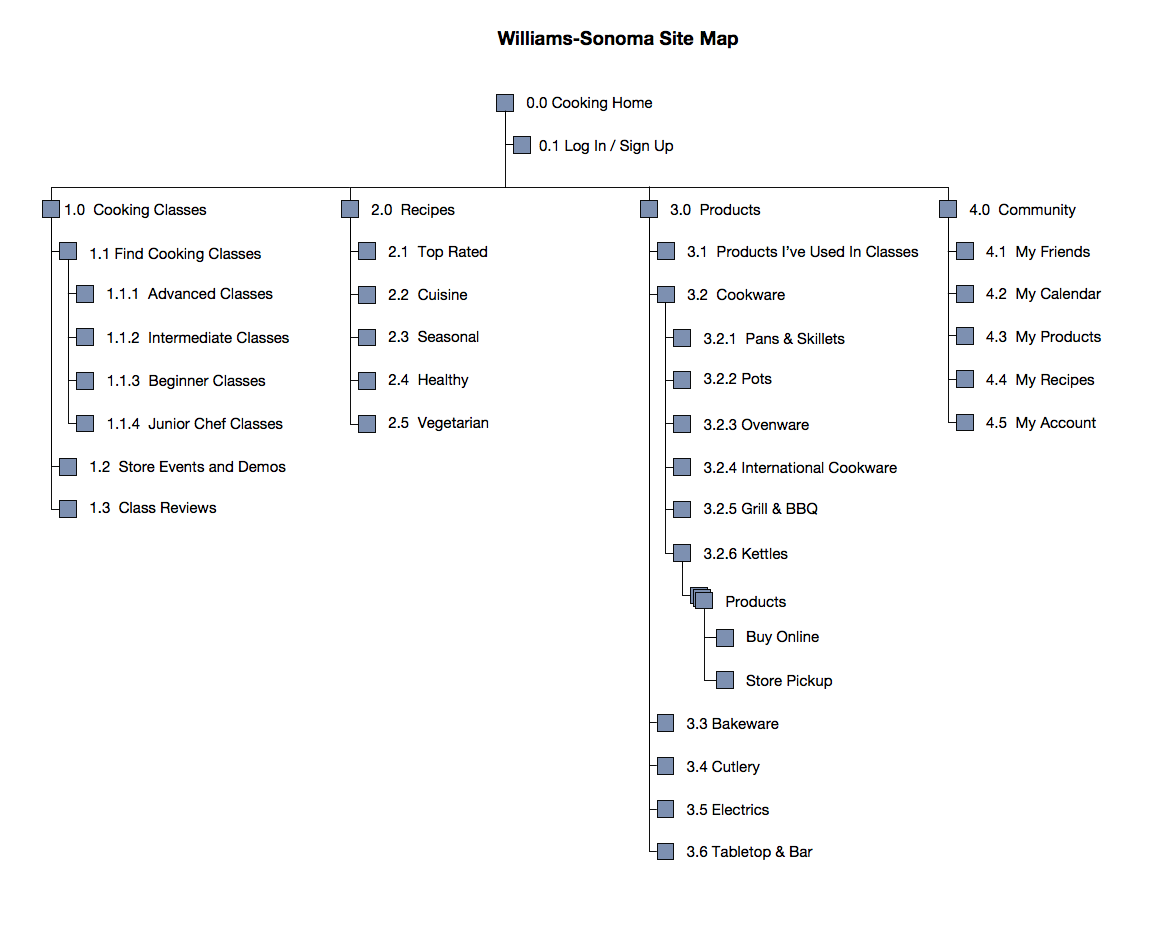 Williams-Sonoma Site Map
0.0 Cooking Home
0.1 Log In / Sign Up
1.0 Cooking Classes
1.1 Find Cooking Classes
1.1.1 Advanced Classes
1.1.2 Intermediate Classes
1.1.3 Beginner Classes
1.1.4 Junior Chef Classes
1.2 Store Events and Demos
1.3 Class Reviews
2.0 Recipes
2.1 Top Rated
2.2 Cuisine
2.3 Seasonal
2.4 Healthy
2.5 Vegetarian
3.0 Products
3.1 Products I’ve Used In Classes
3.2 Cookware
3.2.1 Pans & Skillets
3.2.2 Pots
3.2.3 Ovenware
3.2.4 International Cookware
3.2.5 Grill & BBQ
3.2.6 Kettles
Products
Buy Online
Store Pickup
3.3 Bakeware
3.4 Cutlery
3.5 Electrics
3.6 Tabletop & Bar
4.0 Community
4.1 My Friends
4.2 My Calendar
4.3 My Products
4.4 My Recipes
4.5 My Account